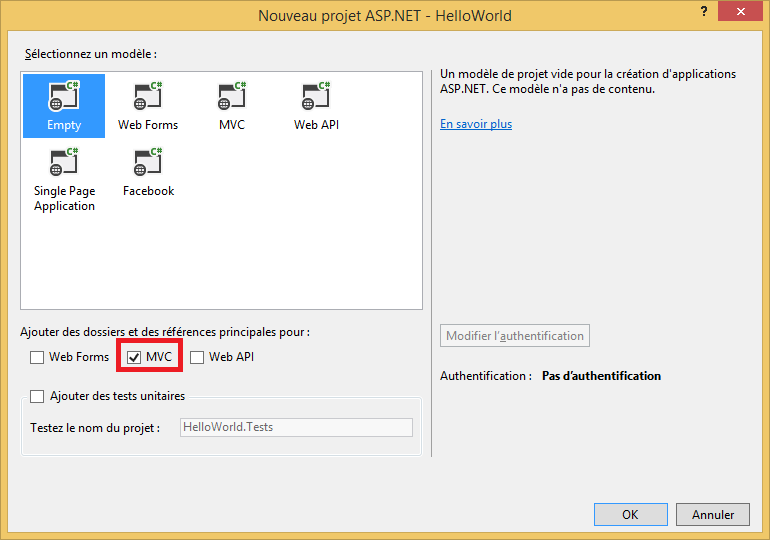 Nouveau projet ASP.NET - HelloWorld
?
Sélectionnez un modèle :
C# C# C# C#
Empty Web Forms MVC Web API
C# C#
Single Page Application Facebook
Un modèle de projet vide pour la création d'applications
ASP.NET. Ce modèle n'a pas de contenu.
En savoir plus
Ajouter des dossiers et des références principales pour :
Web Forms MVC Web API
Ajouter des tests unitaires
Testez le nom du projet : HelloWorld.Tests
Modifier l'authentification
Authentification : Pas d'authentification
OK Annuler